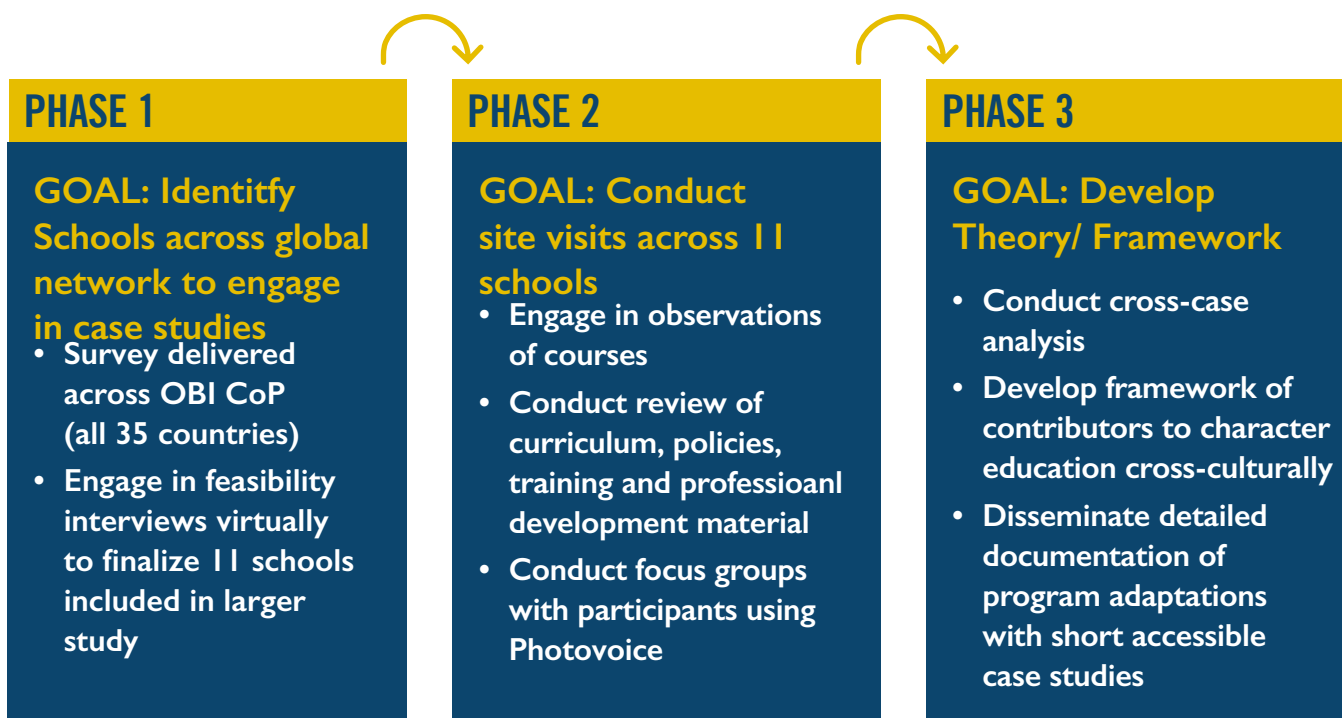 PHASE 1
GOAL: Identitfy
Schools across global
network to engage
in case studies
• Survey delivered
across OBI CoP
(all 35 countries)
• Engage in feasibility
interviews virtually
to finalize 11 schools
included in larger
study
PHASE 2
GOAL: Conduct
site visits across 11
schools
• Engage in observations
of courses
• Conduct review of
curriculum, policies,
training and professioanl
development material
• Conduct focus groups
with participants using
Photovoice
PHASE 3
GOAL: Develop
Theory/ Framework
• Conduct cross-case
analysis
• Develop framework of
contributors to character
education cross-culturally
• Disseminate detailed
documentation of
program adaptations
with short accessible
case studies